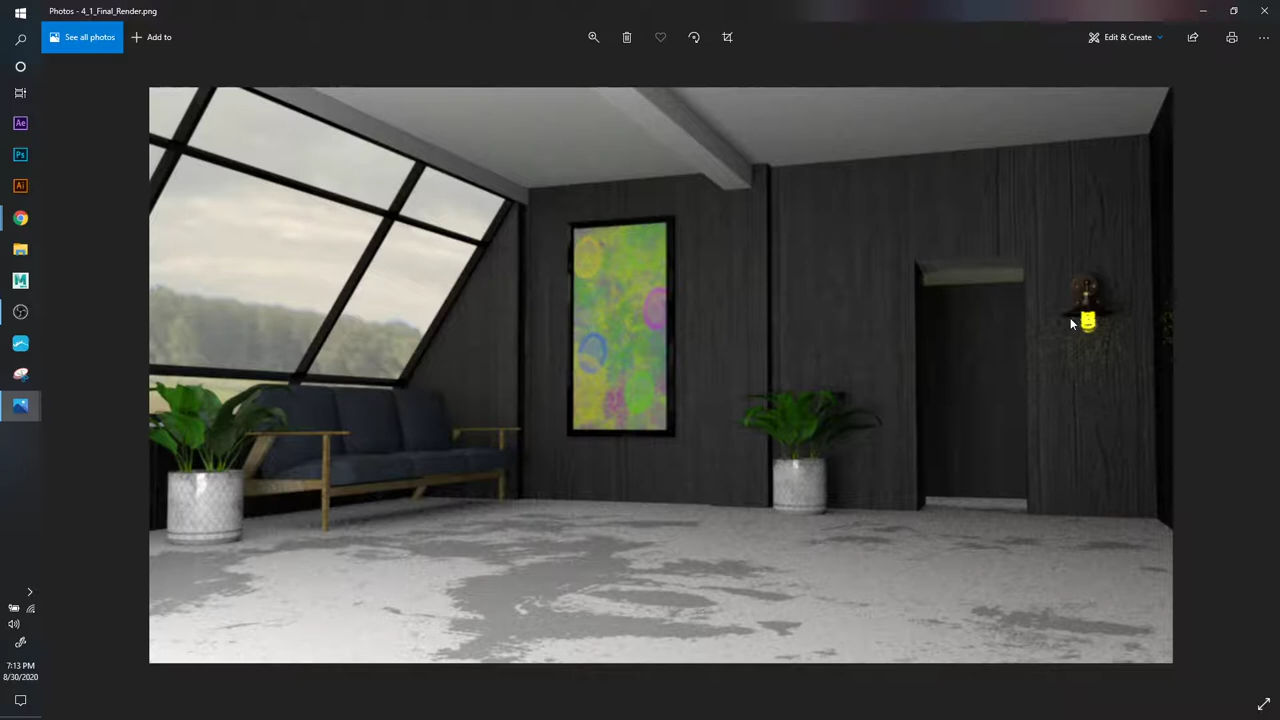 Photos - 4_1_Final_Render.png
See all photos
Add to
Edit & Create
Ae
Ps
Ai
M
7:13 PM
8/30/2020